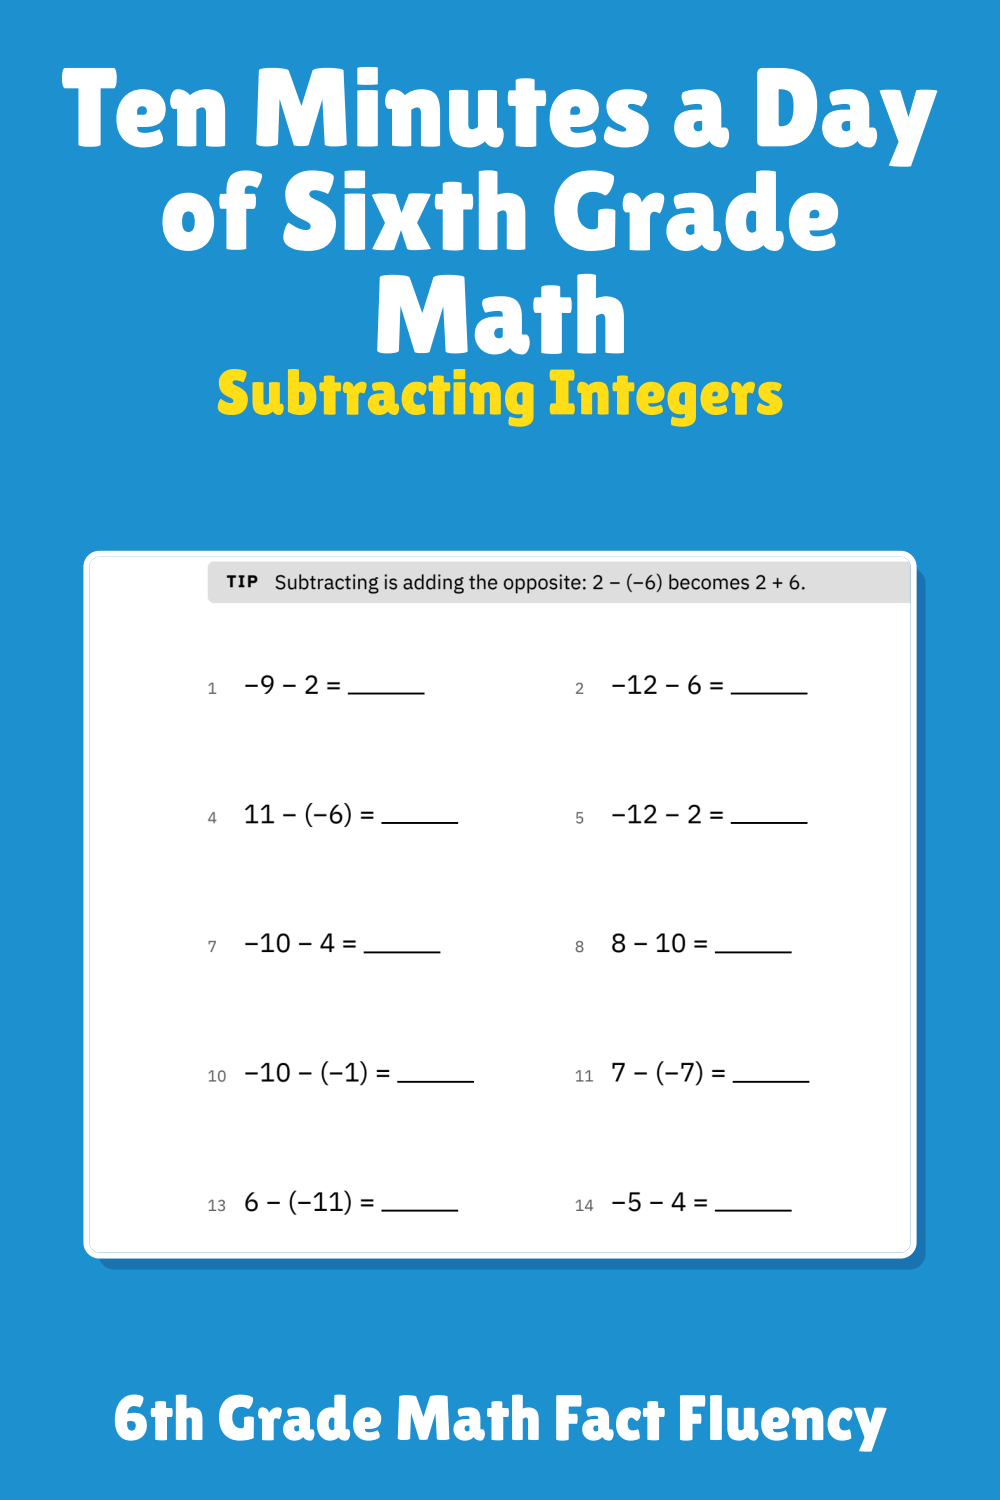 Ten Minutes a Day
of Sixth Grade
Math
Subtracting Integers
TIP Subtracting is adding the opposite: 2 − (−6) becomes 2 + 6.
1 −9 − 2 = ______
2 −12 − 6 = ______
4 11 − (−6) = ______
5 −12 − 2 = ______
7 −10 − 4 = ______
8 8 − 10 = ______
10 −10 − (−1) = ______
11 7 − (−7) = ______
13 6 − (−11) = ______
14 −5 − 4 = ______
6th Grade Math Fact Fluency